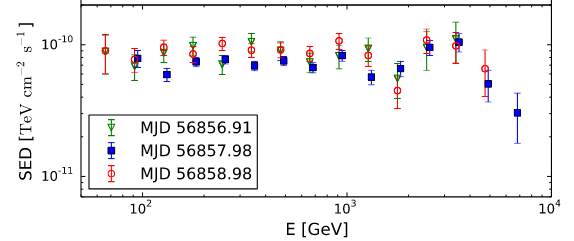 10⁻¹⁰
10⁻¹¹
SED [TeV cm⁻² s⁻¹]
MJD 56856.91
MJD 56857.98
MJD 56858.98
10² 10³ 10⁴
E [GeV]